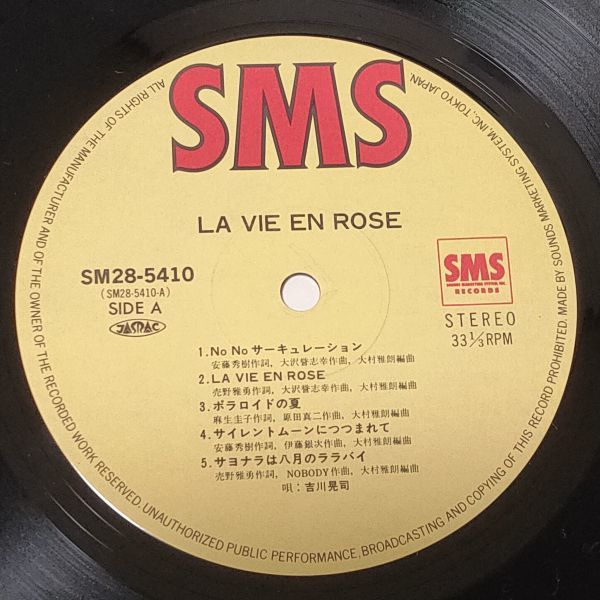 SMS
LA VIE EN ROSE
SM28-5410
(SM28-5410-A)
SIDE A
JASRAC
SMS
SOUNDS MARKETING SYSTEM, INC.
RECORDS
STEREO
33 1/3 RPM
1. No No サーキュレーション
安藤秀樹作詞, 大沢誉志幸作曲, 大村雅朗編曲
2. LA VIE EN ROSE
売野雅勇作詞, 大沢誉志幸作曲, 大村雅朗編曲
3. ポラロイドの夏
麻生圭子作詞, 原田真二作曲, 大村雅朗編曲
4. サイレントムーンにつつまれて
安藤秀樹作詞, 伊藤銀次作曲, 大村雅朗編曲
5. サヨナラは八月のララバイ
売野雅勇作詞, NOBODY作曲, 大村雅朗編曲
唄：吉川晃司
ALL RIGHTS OF THE MANUFACTURER AND OF THE OWNER OF THE RECORDED WORK RESERVED. UNAUTHORIZED PUBLIC PERFORMANCE, BROADCASTING AND COPYING OF THIS RECORD PROHIBITED. MADE BY SOUNDS MARKETING SYSTEM, INC., TOKYO JAPAN.